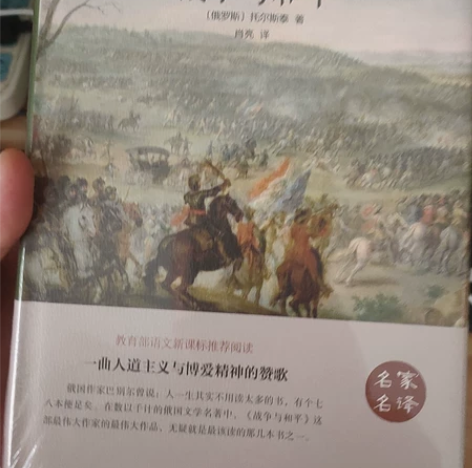 [俄罗斯] 托尔斯泰 著
肖亮 译
教育部语文新课标推荐阅读
一曲人道主义与博爱精神的赞歌
俄国作家巴别尔曾说：人一生其实不用读太多的书，有个七
八本便足矣。在数以千计的俄国文学名著中，《战争与和平》这
部最伟大作家的最伟大作品，无疑就是最该读的那几本书之一。
名家
名译